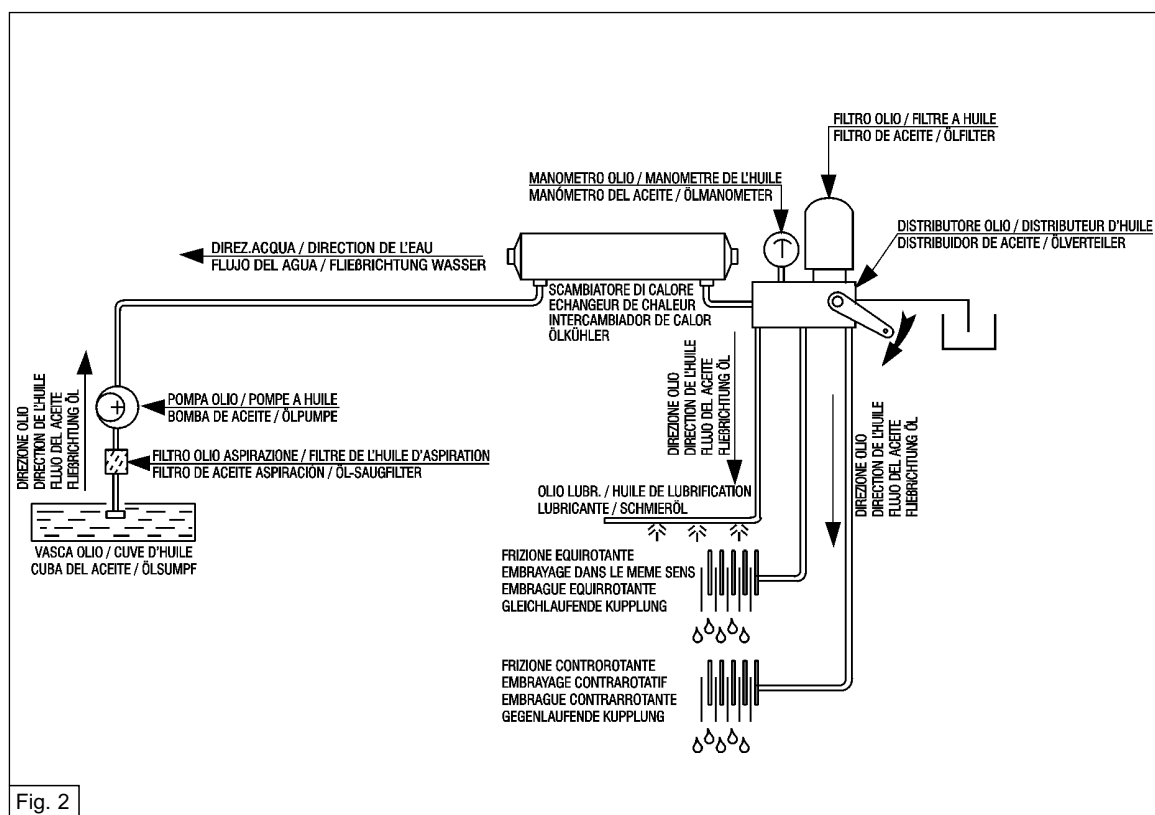 FILTRO OLIO / FILTRE A HUILE
FILTRO DE ACEITE / ÖLFILTER
MANOMETRO OLIO / MANOMETRE DE L'HUILE
MANÓMETRO DEL ACEITE / ÖLMANOMETER
DISTRIBUTORE OLIO / DISTRIBUTEUR D'HUILE
DISTRIBUIDOR DE ACEITE / ÖLVERTEILER
DIREZ.ACQUA / DIRECTION DE L'EAU
FLUJO DEL AGUA / FLIEßRICHTUNG WASSER
SCAMBIATORE DI CALORE
ECHANGEUR DE CHALEUR
INTERCAMBIADOR DE CALOR
ÖLKÜHLER
DIREZIONE OLIO
DIRECTION DE L'HUILE
FLUJO DEL ACEITE
FLIEßRICHTUNG ÖL
POMPA OLIO / POMPE A HUILE
BOMBA DE ACEITE / ÖLPUMPE
FILTRO OLIO ASPIRAZIONE / FILTRE DE L'HUILE D'ASPIRATION
FILTRO DE ACEITE ASPIRACIÓN / ÖL-SAUGFILTER
VASCA OLIO / CUVE D'HUILE
CUBA DEL ACEITE / ÖLSUMPF
DIREZIONE OLIO
DIRECTION DE L'HUILE
FLUJO DEL ACEITE
FLIEßRICHTUNG ÖL
DIREZIONE OLIO
DIRECTION DE L'HUILE
FLUJO DEL ACEITE
FLIEßRICHTUNG ÖL
OLIO LUBR. / HUILE DE LUBRIFICATION
LUBRICANTE / SCHMIERÖL
FRIZIONE EQUIROTANTE
EMBRAYAGE DANS LE MEME SENS
EMBRAGUE EQUIRROTANTE
GLEICHLAUFENDE KUPPLUNG
FRIZIONE CONTROROTANTE
EMBRAYAGE CONTRAROTATIF
EMBRAGUE CONTRARROTANTE
GEGENLAUFENDE KUPPLUNG
Fig. 2